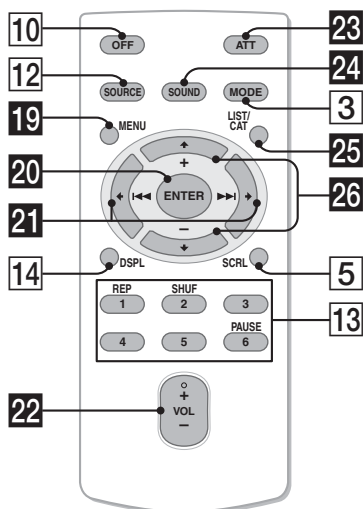 10 OFF ATT 23
12 SOURCE SOUND MODE 24
3
19 MENU LIST/CAT 25
+
20 ENTER 26
21
−
14 DSPL SCRL 5
REP SHUF
1 2 3 13
PAUSE
4 5 6
22 + VOL −